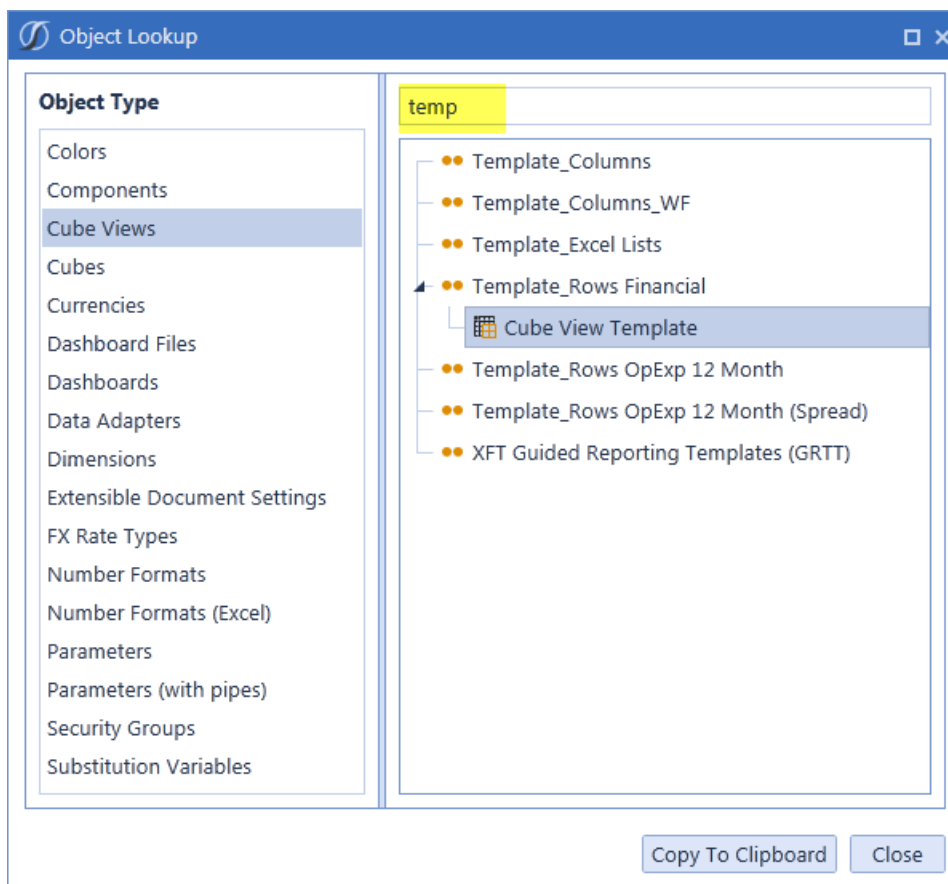 Object Lookup
Object Type
Colors
Components
Cube Views
Cubes
Currencies
Dashboard Files
Dashboards
Data Adapters
Dimensions
Extensible Document Settings
FX Rate Types
Number Formats
Number Formats (Excel)
Parameters
Parameters (with pipes)
Security Groups
Substitution Variables
temp
Template_Columns
Template_Columns_WF
Template_Excel Lists
Template_Rows Financial
Cube View Template
Template_Rows OpExp 12 Month
Template_Rows OpExp 12 Month (Spread)
XFT Guided Reporting Templates (GRTT)
Copy To Clipboard
Close